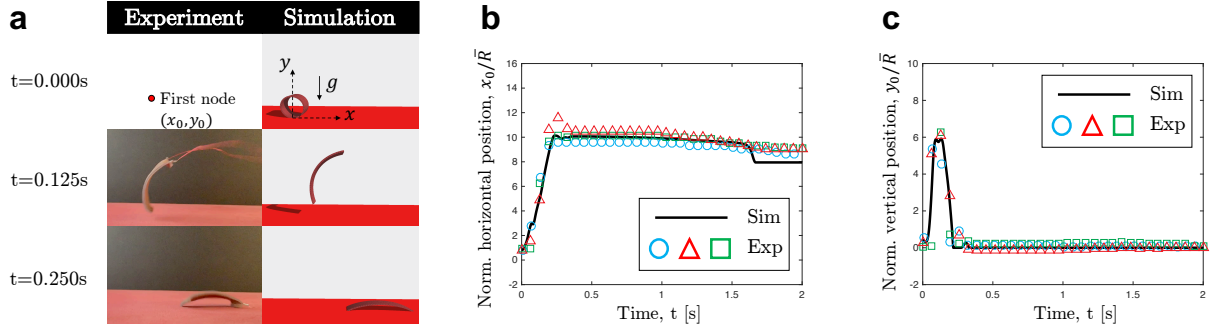 a
Experiment Simulation
t=0.000s
y
g
x
First node
(x₀,y₀)
t=0.125s
t=0.250s
b
Norm. horizontal position, x₀/R̄
16
14
12
10
8
6
4
2
0
-2
0 0.5 1 1.5 2
Time, t [s]
Sim
Exp
c
Norm. vertical position, y₀/R̄
16
14
12
10
8
6
4
2
0
-2
0 0.5 1 1.5 2
Time, t [s]
Sim
Exp